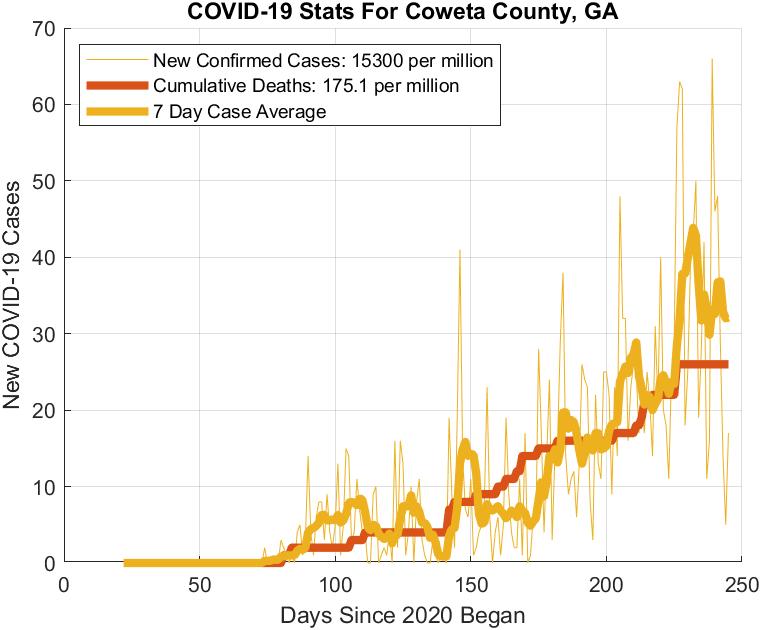 COVID-19 Stats For Coweta County, GA
New Confirmed Cases: 15300 per million
Cumulative Deaths: 175.1 per million
7 Day Case Average
New COVID-19 Cases
70
60
50
40
30
20
10
0
0
50
100
150
200
250
Days Since 2020 Began